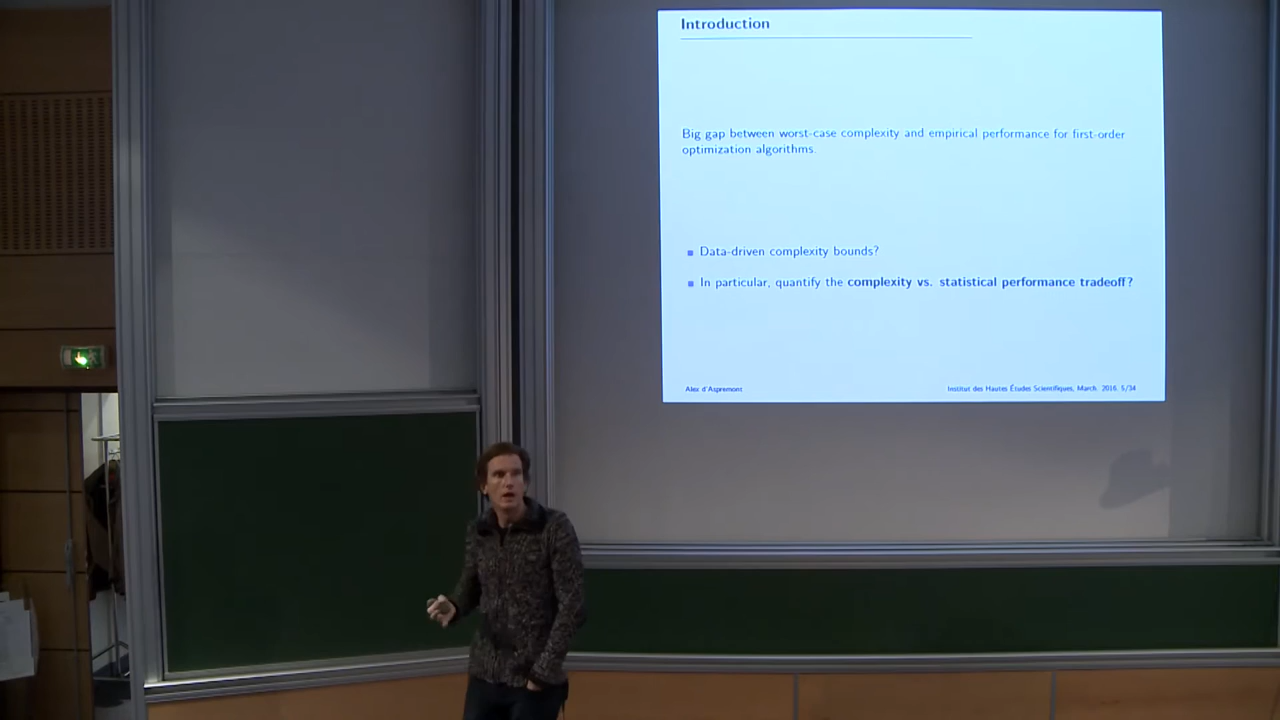 Introduction
Big gap between worst-case complexity and empirical performance for first-order
optimization algorithms.
Data-driven complexity bounds?
In particular, quantify the complexity vs. statistical performance tradeoff?
Alex d'Aspremont
Institut des Hautes Études Scientifiques, March. 2016. 5/34